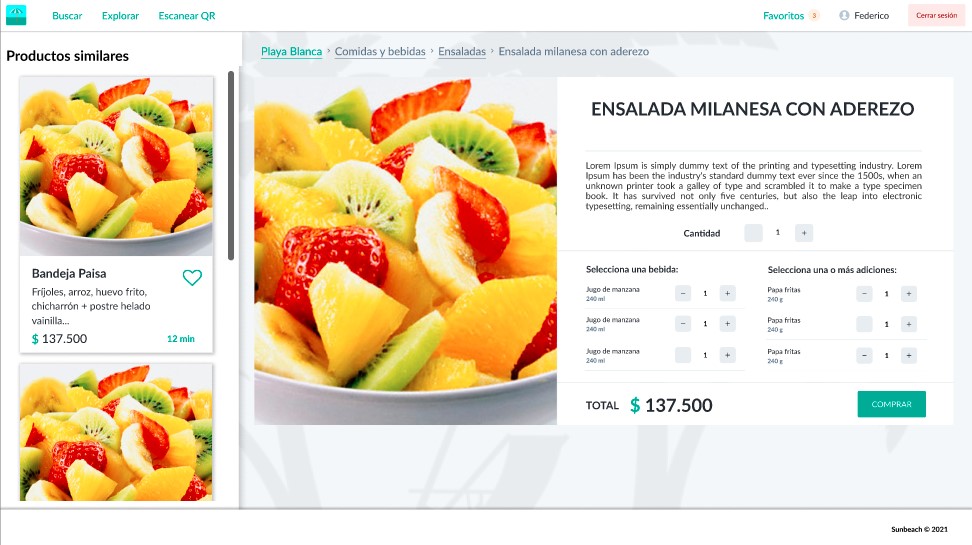 Buscar
Explorar
Escanear QR
Favoritos 3
Federico
Cerrar sesión
Productos similares
Bandeja Paisa
Fríjoles, arroz, huevo frito,
chicharrón + postre helado
vainilla...
$ 137.500
12 min
Playa Blanca › Comidas y bebidas › Ensaladas › Ensalada milanesa con aderezo
ENSALADA MILANESA CON ADEREZO
Lorem Ipsum is simply dummy text of the printing and typesetting industry. Lorem
Ipsum has been the industry's standard dummy text ever since the 1500s, when an
unknown printer took a galley of type and scrambled it to make a type specimen
book. It has survived not only five centuries, but also the leap into electronic
typesetting, remaining essentially unchanged..
Cantidad 1 +
Selecciona una bebida:
Jugo de manzana
240 ml
− 1 +
Jugo de manzana
240 ml
− 1 +
Jugo de manzana
240 ml
1 +
Selecciona una o más adiciones:
Papa fritas
240 g
− 1 +
Papa fritas
240 g
1 +
Papa fritas
240 g
− 1 +
TOTAL $ 137.500
COMPRAR
Sunbeach © 2021